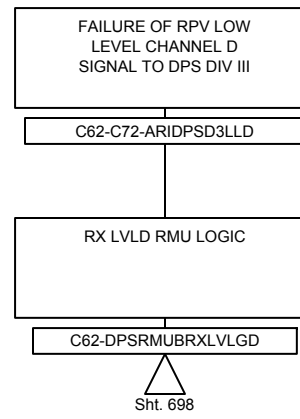 FAILURE OF RPV LOW
LEVEL CHANNEL D
SIGNAL TO DPS DIV III
C62-C72-ARIDPSD3LLD
RX LVLD RMU LOGIC
C62-DPSRMUBRXLVLGD
Sht. 698